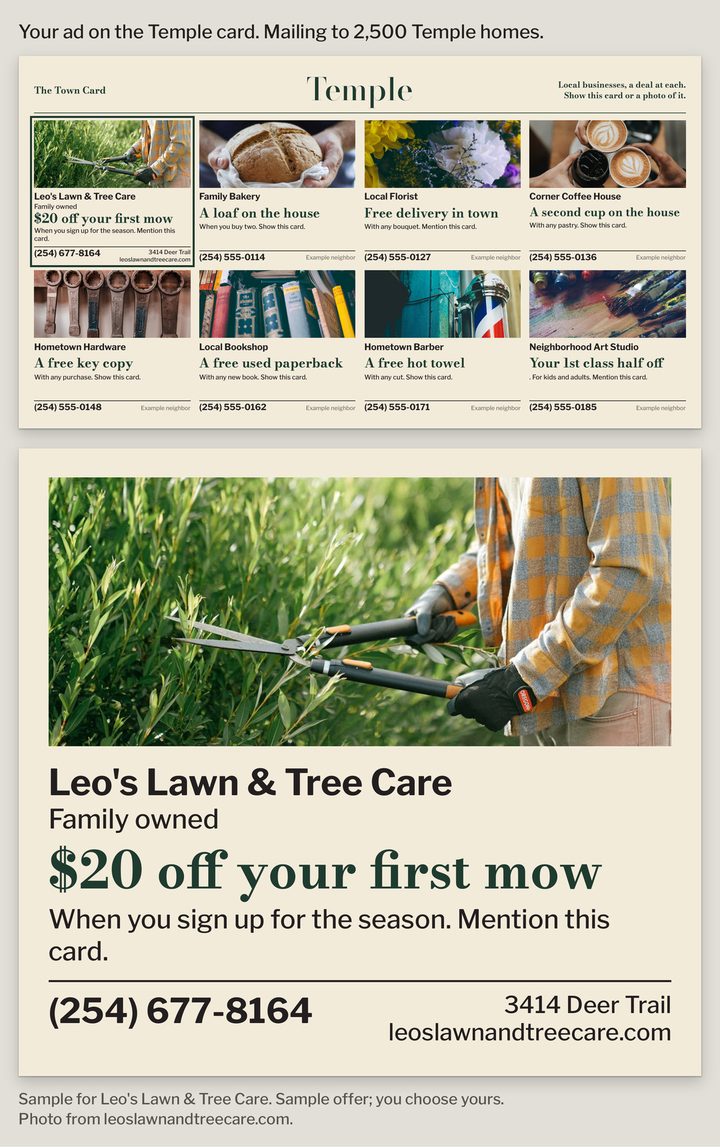 Your ad on the Temple card. Mailing to 2,500 Temple homes.
The Town Card
Temple
Local businesses, a deal at each.
Show this card or a photo of it.
Leo's Lawn & Tree Care
Family owned
$20 off your first mow
When you sign up for the season. Mention this
card.
(254) 677-8164
3414 Deer Trail
leoslawnandtreecare.com
Family Bakery
A loaf on the house
When you buy two. Show this card.
(254) 555-0114
Example neighbor
Local Florist
Free delivery in town
With any bouquet. Mention this card.
(254) 555-0127
Example neighbor
Corner Coffee House
A second cup on the house
With any pastry. Show this card.
(254) 555-0136
Example neighbor
Hometown Hardware
A free key copy
With any purchase. Show this card.
(254) 555-0148
Example neighbor
Local Bookshop
A free used paperback
With any new book. Show this card.
(254) 555-0162
Example neighbor
Hometown Barber
A free hot towel
With any cut. Show this card.
(254) 555-0171
Example neighbor
Neighborhood Art Studio
Your 1st class half off
. For kids and adults. Mention this card.
(254) 555-0185
Example neighbor
Leo's Lawn & Tree Care
Family owned
$20 off your first mow
When you sign up for the season. Mention this
card.
(254) 677-8164
3414 Deer Trail
leoslawnandtreecare.com
Sample for Leo's Lawn & Tree Care. Sample offer; you choose yours.
Photo from leoslawnandtreecare.com.